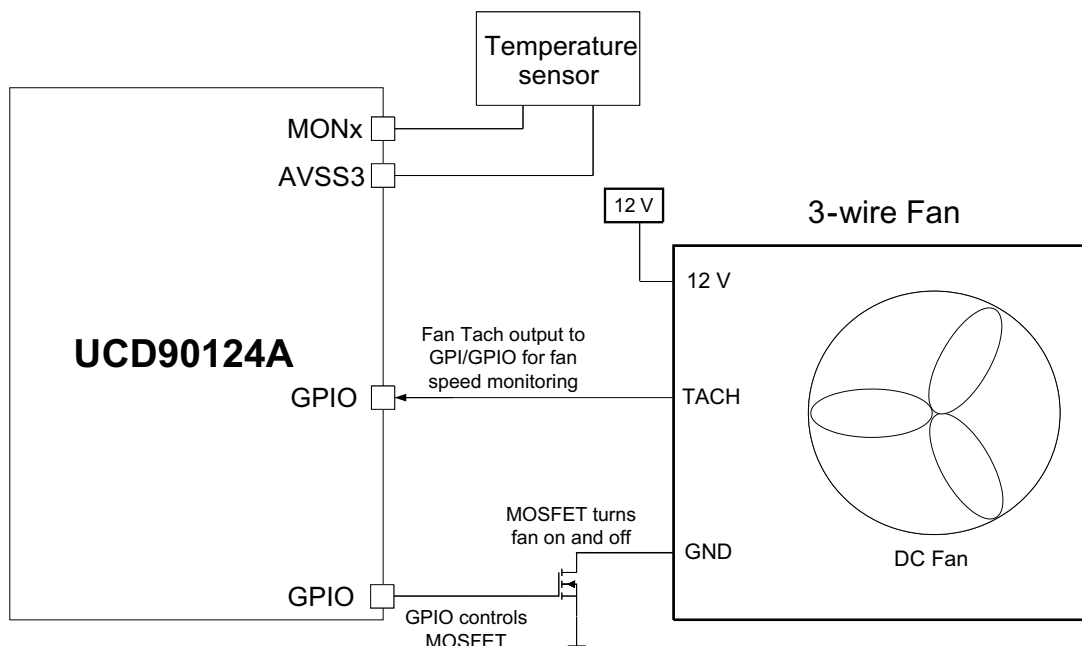 Temperature
sensor
MONx
AVSS3
12 V
3-wire Fan
12 V
UCD90124A
Fan Tach output to
GPI/GPIO for fan
speed monitoring
GPIO
TACH
MOSFET turns
fan on and off
GND
DC Fan
GPIO
GPIO controls
MOSFET